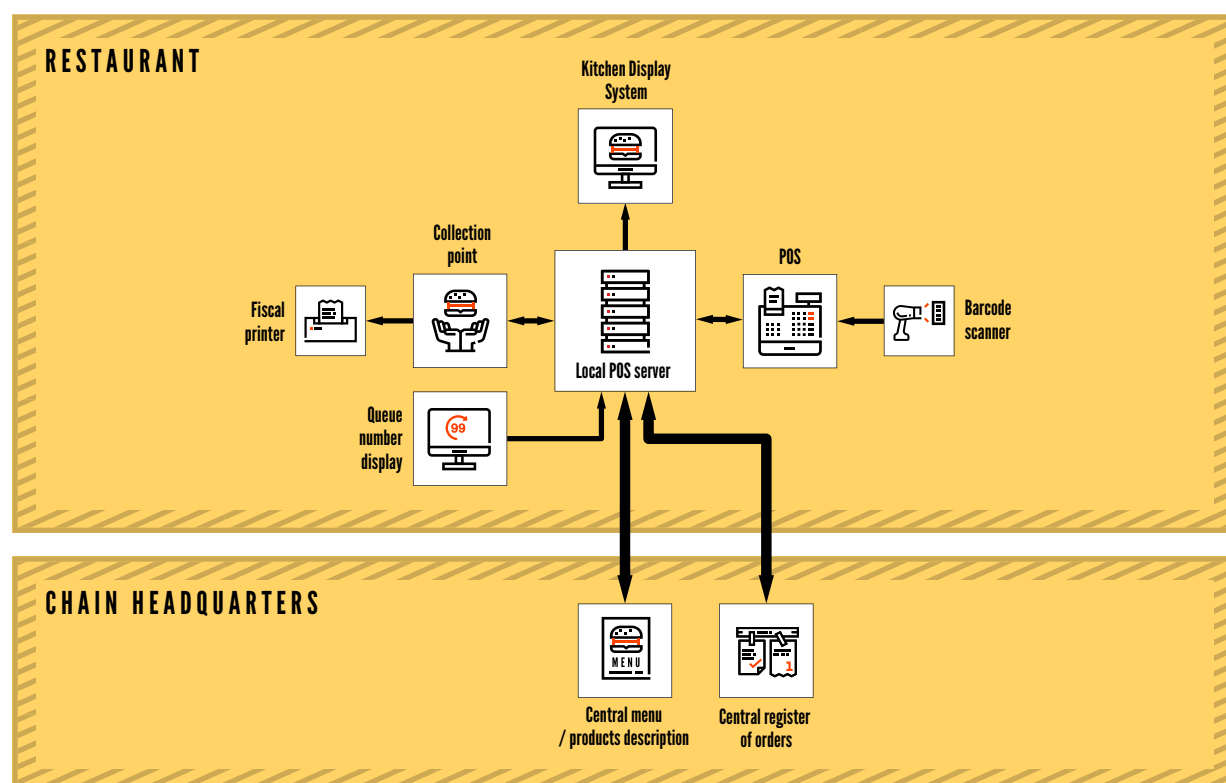 RESTAURANT
Kitchen Display
System
Collection
point
POS
Fiscal
printer
Barcode
scanner
Local POS server
Queue
number
display
99
CHAIN HEADQUARTERS
MENU
1
Central menu
/ products description
Central register
of orders